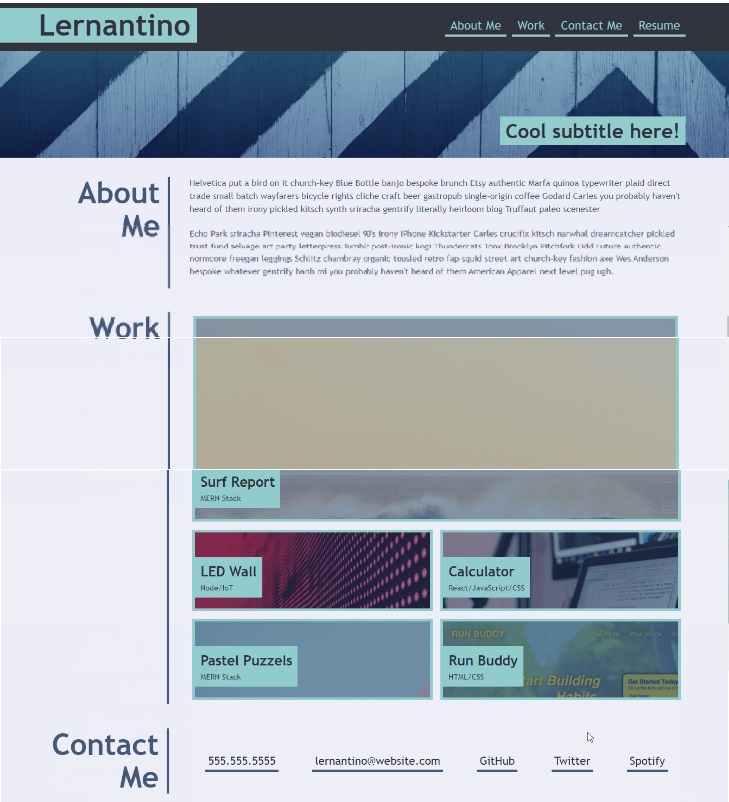 Lernantino
About Me Work Contact Me Resume
Cool subtitle here!
About
Me
Helvetica put a bird on it church-key Blue Bottle banjo bespoke brunch Etsy authentic Marfa quinoa typewriter plaid direct
trade small batch wayfarers bicycle rights cliche craft beer gastropub single-origin coffee Godard Carles you probably haven't
heard of them irony pickled kitsch synth sriracha gentrify literally heirloom blog Truffaut paleo scenester
Echo Park sriracha Pinterest vegan biodiesel 90's irony iPhone Kickstarter Carles crucifix kitsch narwhal dreamcatcher pickled
trust fund selvage art party letterpress Tumblr post-ironic kogi Thundercats Tonx Brooklyn Pitchfork Odd Future authentic
normcore freegan leggings Schlitz chambray organic tousled retro fap squid street art church-key fashion axe Wes Anderson
bespoke whatever gentrify banh mi you probably haven't heard of them American Apparel next level pug ugh.
Work
Surf Report
MERN Stack
LED Wall
Node/IoT
Calculator
React/JavaScript/CSS
Pastel Puzzels
MERN Stack
RUN BUDDY
What You Do
Run Buddy
HTML/CSS
art Building
Habits
Get Started Today
Contact
Me
555.555.5555 lernantino@website.com GitHub Twitter Spotify